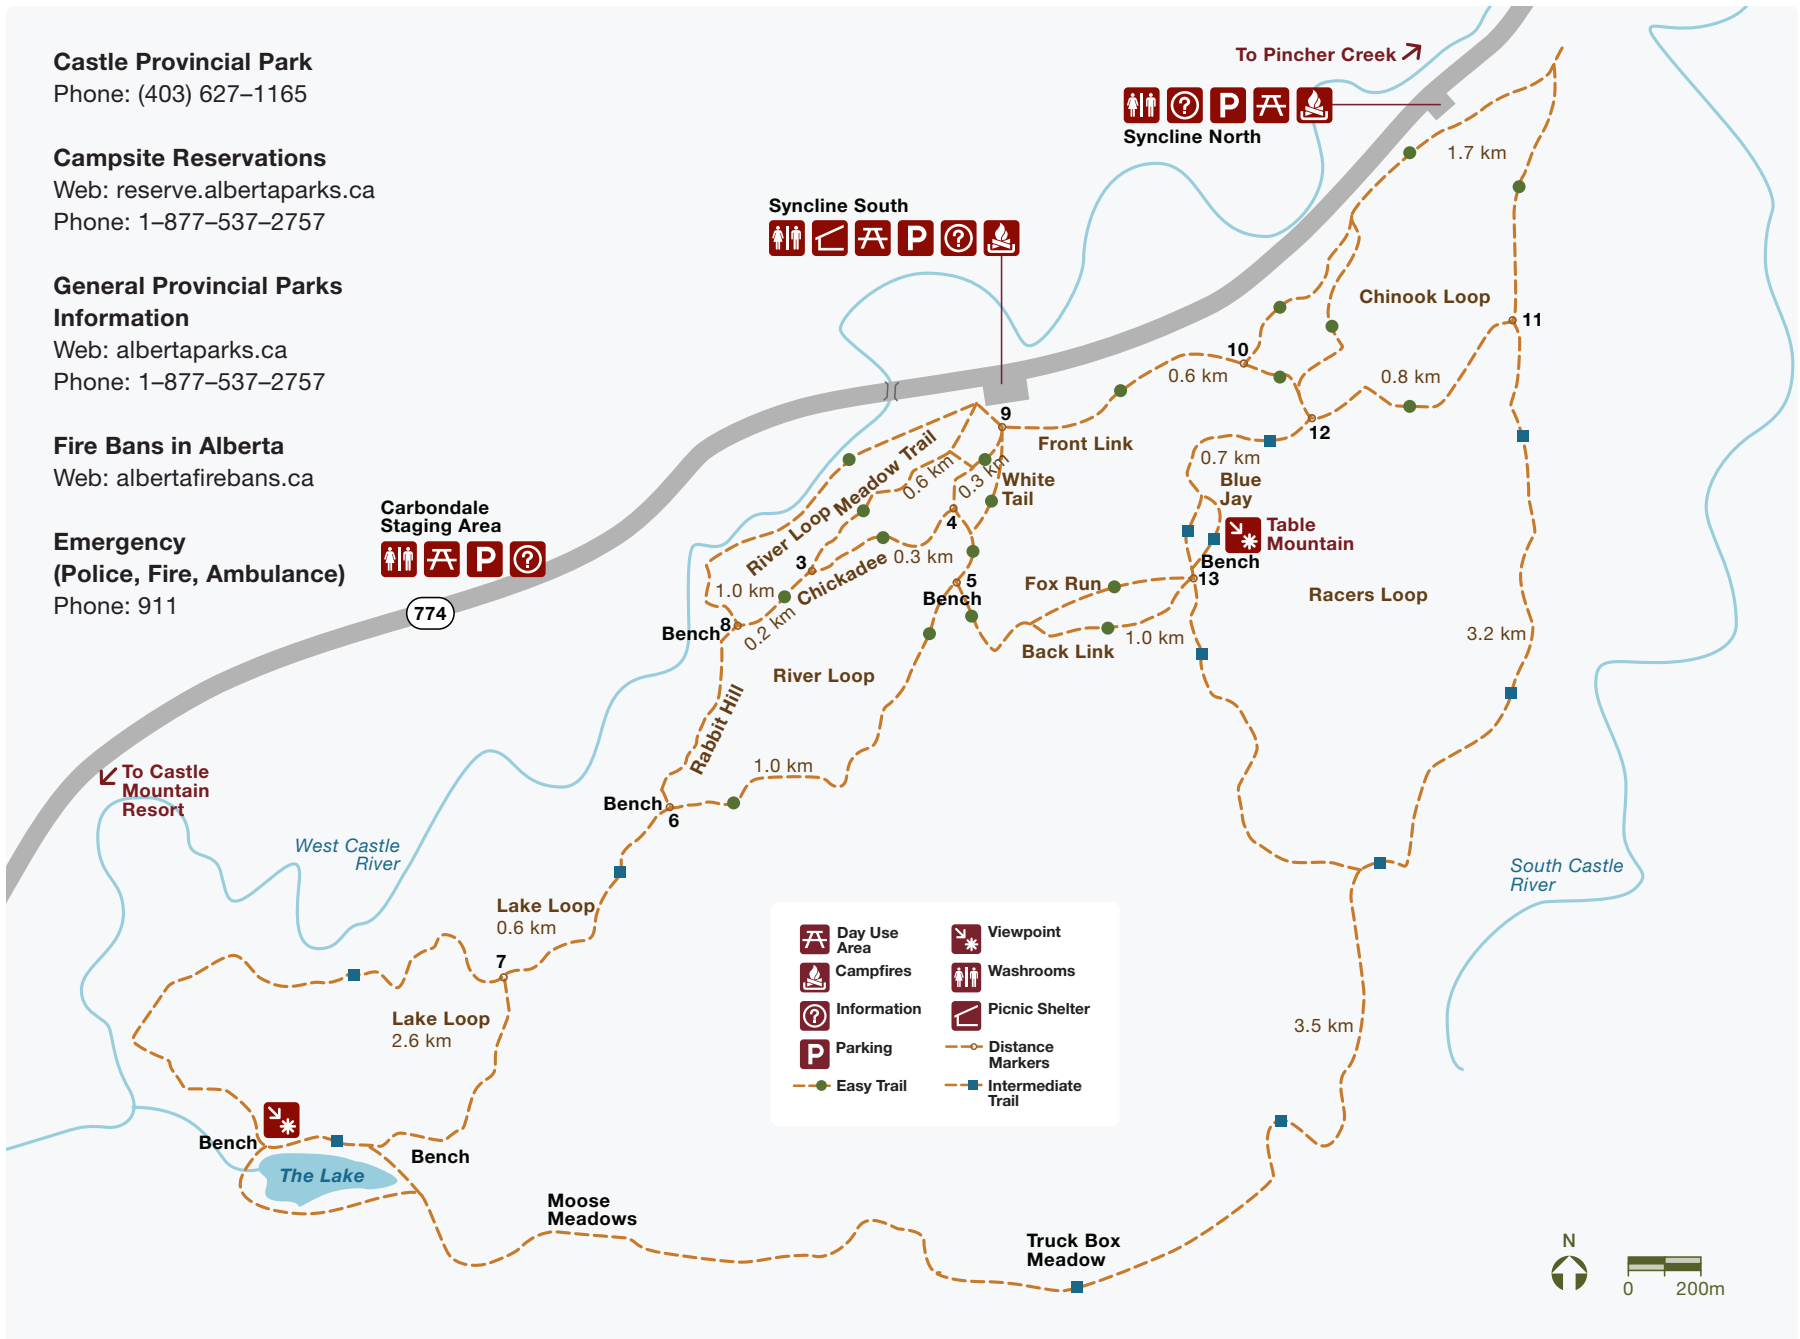 Castle Provincial Park
Phone: (403) 627–1165
Campsite Reservations
Web: reserve.albertaparks.ca
Phone: 1–877–537–2757
General Provincial Parks
Information
Web: albertaparks.ca
Phone: 1–877–537–2757
Fire Bans in Alberta
Web: albertafirebans.ca
Emergency
(Police, Fire, Ambulance)
Phone: 911
To Pincher Creek
P
Syncline North
1.7 km
Syncline South
P
Chinook Loop
11
10
0.6 km
0.8 km
12
9
Front Link
0.7 km
Blue
Jay
Table
Mountain
Bench
13
Racers Loop
3.2 km
White
Tail
0.3 km
0.6 km
Meadow Trail
River Loop
4
3
Chickadee
0.3 km
1.0 km
0.2 km
5
Bench
Fox Run
1.0 km
Back Link
Bench
8
River Loop
Rabbit Hill
1.0 km
Bench
6
Carbondale
Staging Area
P
774
To Castle
Mountain
Resort
West Castle
River
South Castle
River
Lake Loop
0.6 km
7
Lake Loop
2.6 km
Bench
Bench
The Lake
Moose
Meadows
Truck Box
Meadow
3.5 km
Day Use
Area
Viewpoint
Campfires
Washrooms
Information
Picnic Shelter
P
Parking
Distance
Markers
Easy Trail
Intermediate
Trail
N
0 200m